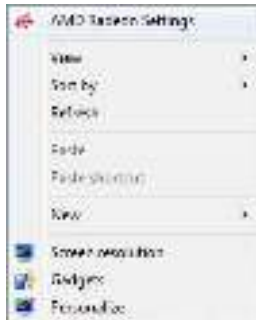 AMD Radeon Settings
View
Sort by
Refresh
Paste
Paste shortcut
New
Screen resolution
Gadgets
Personalize